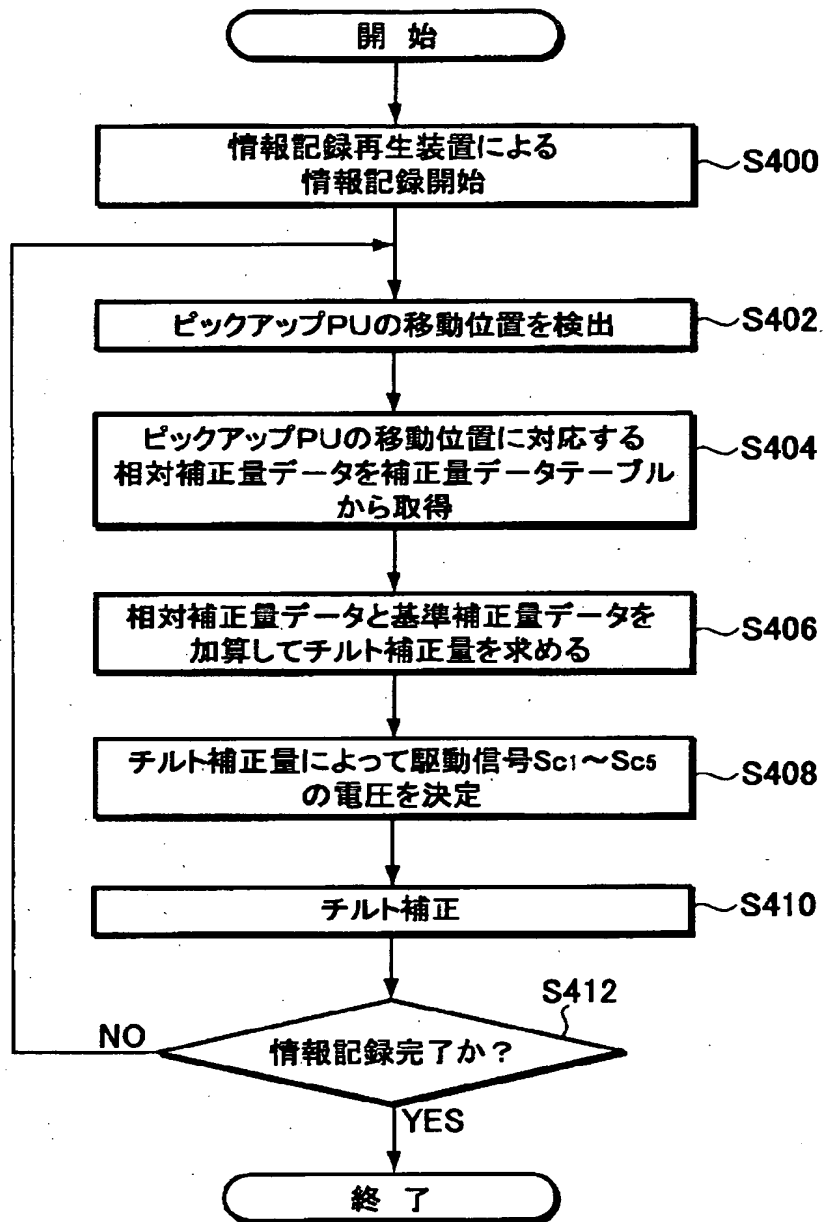 開 始
情報記録再生装置による
情報記録開始
S400
ピックアップPUの移動位置を検出
S402
ピックアップPUの移動位置に対応する
相対補正量データを補正量データテーブル
から取得
S404
相対補正量データと基準補正量データを
加算してチルト補正量を求める
S406
チルト補正量によって駆動信号Sc1〜Sc5
の電圧を決定
S408
チルト補正
S410
S412
情報記録完了か？
NO
YES
終 了